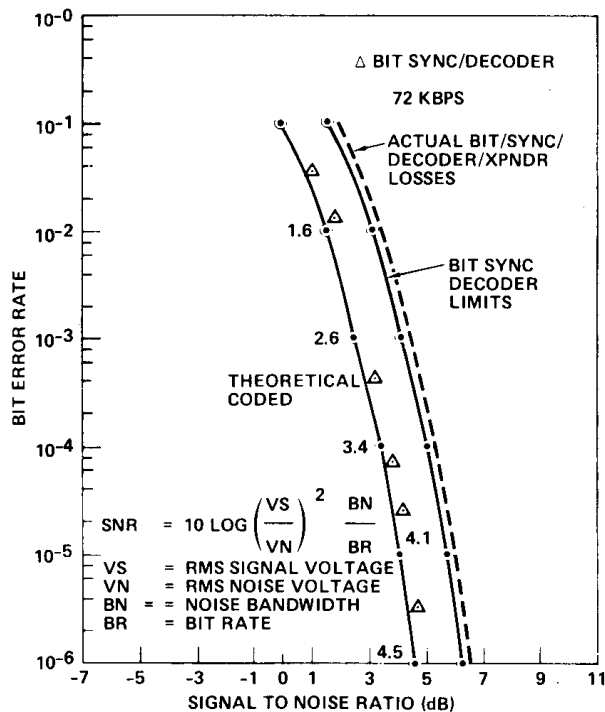 10⁻⁰
△ BIT SYNC/DECODER
72 KBPS
10⁻¹
ACTUAL BIT/SYNC/
DECODER/XPNDR
LOSSES
1.6
10⁻²
BIT SYNC
DECODER
LIMITS
BIT ERROR RATE
2.6
10⁻³
THEORETICAL
CODED
3.4
10⁻⁴
SNR = 10 LOG (VS/VN)² BN/BR
4.1
10⁻⁵
VS = RMS SIGNAL VOLTAGE
VN = RMS NOISE VOLTAGE
BN = = NOISE BANDWIDTH
BR = BIT RATE
4.5
10⁻⁶
-7 -5 -3 -1 0 1 3 5 7 9 11
SIGNAL TO NOISE RATIO (dB)